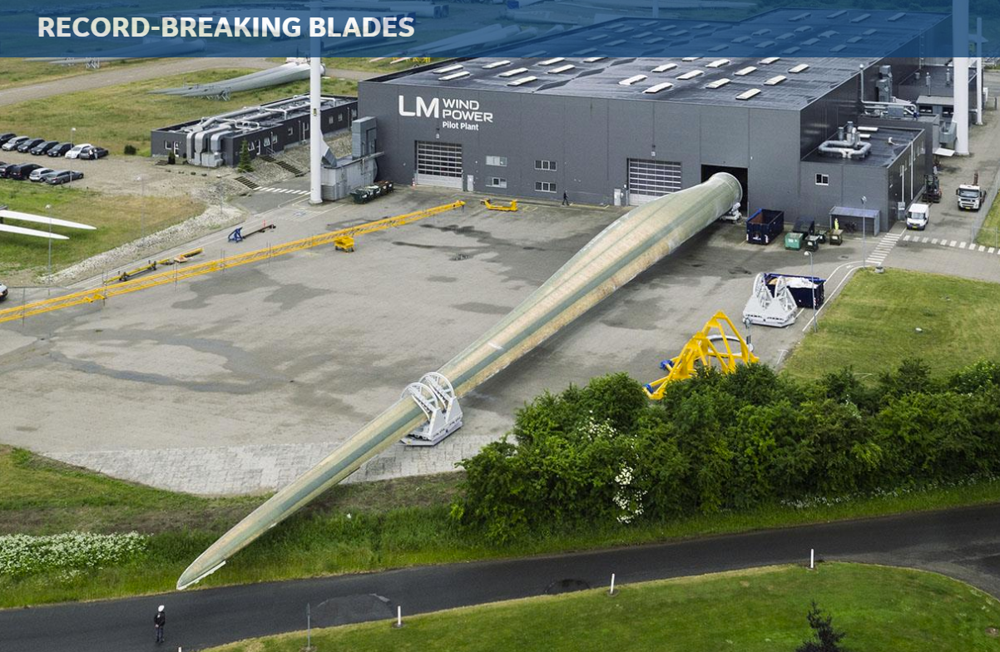 RECORD-BREAKING BLADES
LM WIND
POWER
Pilot Plant